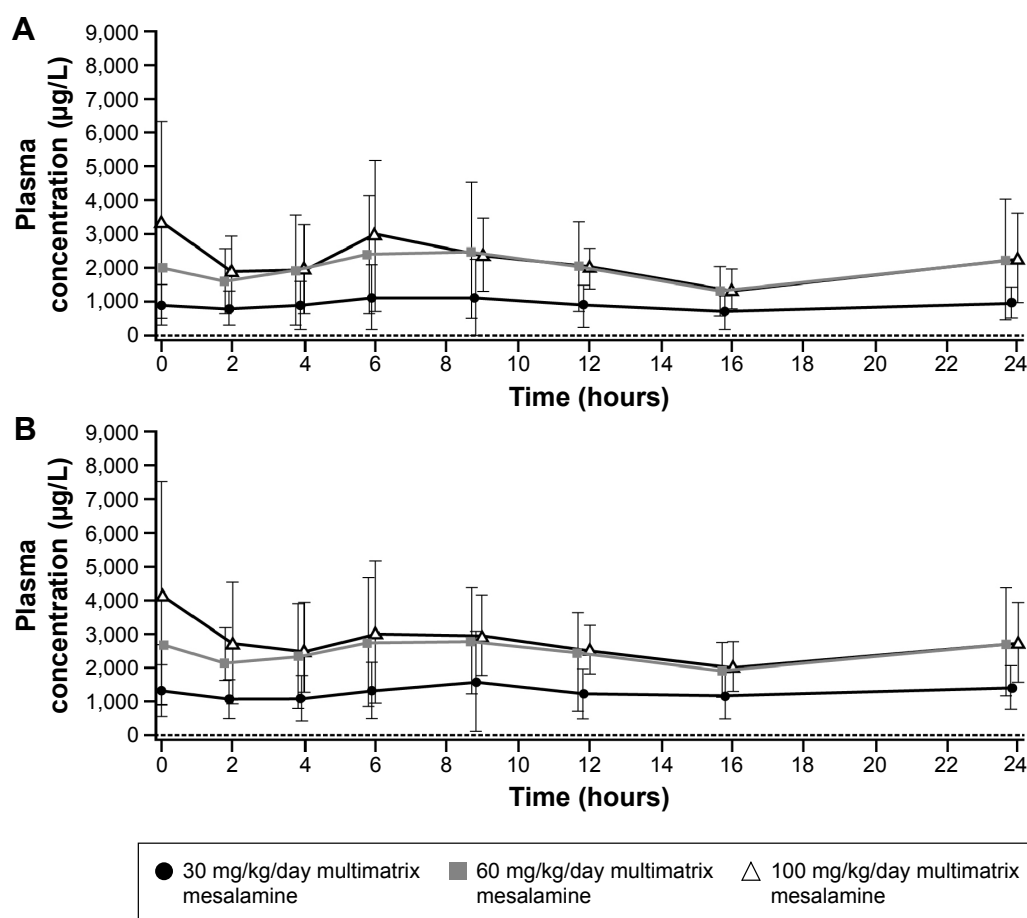 A
9,000
8,000
7,000
6,000
5,000
4,000
3,000
2,000
1,000
0
Plasma
concentration (µg/L)
0 2 4 6 8 10 12 14 16 18 20 22 24
Time (hours)
B
9,000
8,000
7,000
6,000
5,000
4,000
3,000
2,000
1,000
0
Plasma
concentration (µg/L)
0 2 4 6 8 10 12 14 16 18 20 22 24
Time (hours)
30 mg/kg/day multimatrix
mesalamine
60 mg/kg/day multimatrix
mesalamine
100 mg/kg/day multimatrix
mesalamine